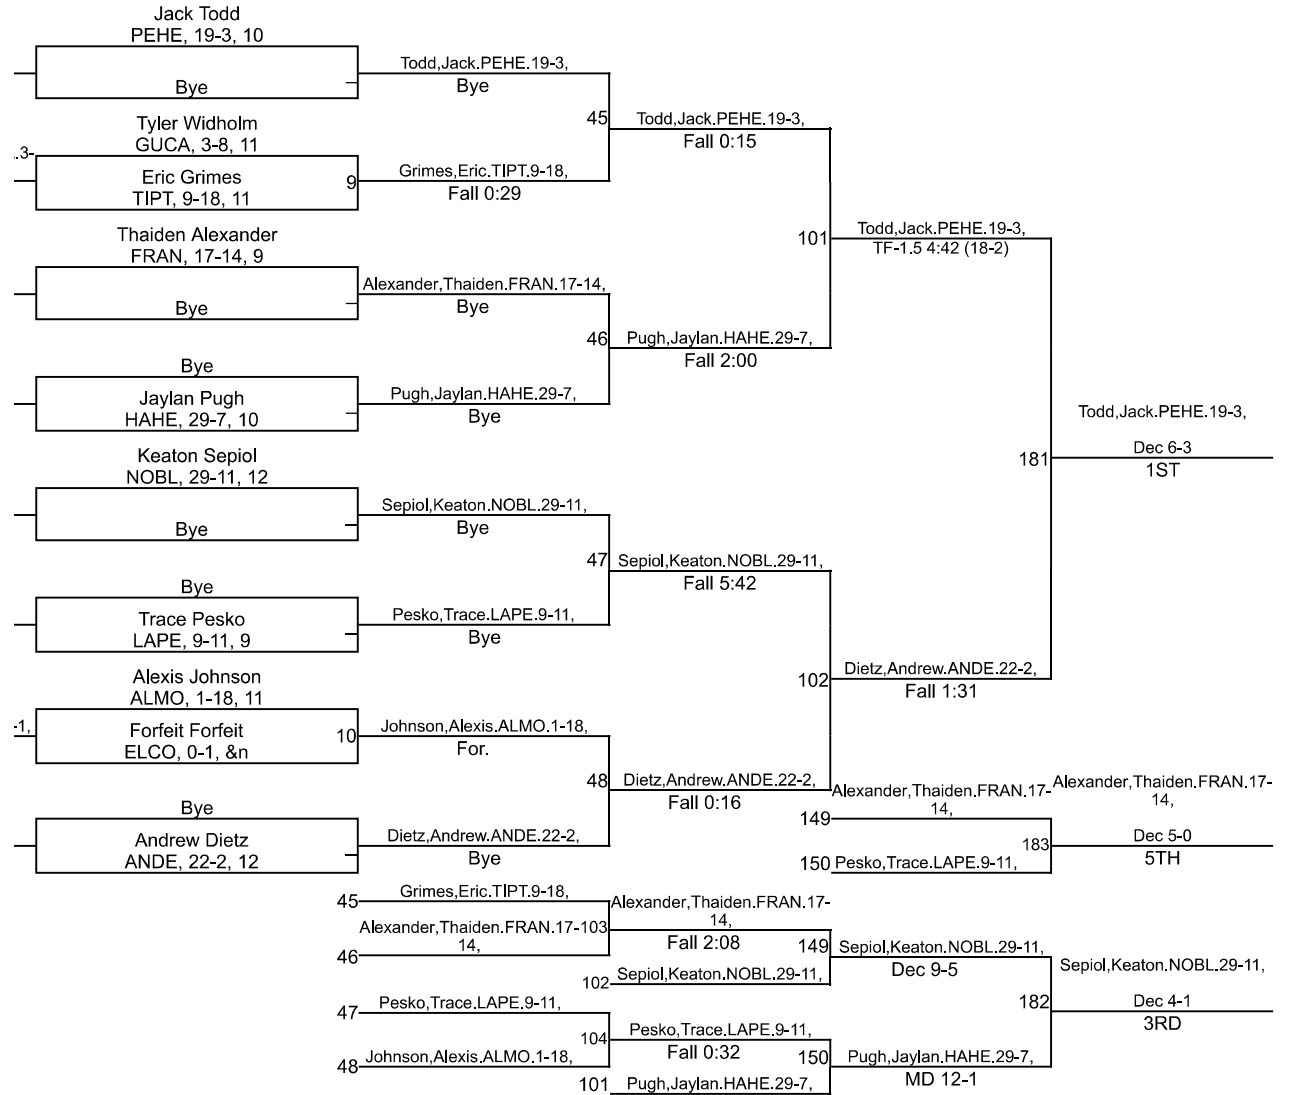 Jack Todd
PEHE, 19-3, 10
Bye
Todd,Jack.PEHE.19-3,
Bye
Tyler Widholm
GUCA, 3-8, 11
.3-
Eric Grimes
TIPT, 9-18, 11
9
Grimes,Eric.TIPT.9-18,
Fall 0:29
45
Todd,Jack.PEHE.19-3,
Fall 0:15
Thaiden Alexander
FRAN, 17-14, 9
Bye
Alexander,Thaiden.FRAN.17-14,
Bye
101
Todd,Jack.PEHE.19-3,
TF-1.5 4:42 (18-2)
46
Pugh,Jaylan.HAHE.29-7,
Fall 2:00
Bye
Jaylan Pugh
HAHE, 29-7, 10
Pugh,Jaylan.HAHE.29-7,
Bye
181
Todd,Jack.PEHE.19-3,
Dec 6-3
1ST
Keaton Sepiol
NOBL, 29-11, 12
Bye
Sepiol,Keaton.NOBL.29-11,
Bye
47
Sepiol,Keaton.NOBL.29-11,
Fall 5:42
Bye
Trace Pesko
LAPE, 9-11, 9
Pesko,Trace.LAPE.9-11,
Bye
102
Dietz,Andrew.ANDE.22-2,
Fall 1:31
Alexis Johnson
ALMO, 1-18, 11
-1,
Forfeit Forfeit
ELCO, 0-1, &n
10
Johnson,Alexis.ALMO.1-18,
For.
48
Dietz,Andrew.ANDE.22-2,
Fall 0:16
Bye
Andrew Dietz
ANDE, 22-2, 12
Dietz,Andrew.ANDE.22-2,
Bye
149
Alexander,Thaiden.FRAN.17-
14,
150
Pesko,Trace.LAPE.9-11,
183
Alexander,Thaiden.FRAN.17-
14,
Dec 5-0
5TH
45
Grimes,Eric.TIPT.9-18,
46
Alexander,Thaiden.FRAN.17-
14,
103
Alexander,Thaiden.FRAN.17-
14,
Fall 2:08
102
Sepiol,Keaton.NOBL.29-11,
149
Sepiol,Keaton.NOBL.29-11,
Dec 9-5
47
Pesko,Trace.LAPE.9-11,
48
Johnson,Alexis.ALMO.1-18,
104
Pesko,Trace.LAPE.9-11,
Fall 0:32
101
Pugh,Jaylan.HAHE.29-7,
150
Pugh,Jaylan.HAHE.29-7,
MD 12-1
182
Sepiol,Keaton.NOBL.29-11,
Dec 4-1
3RD